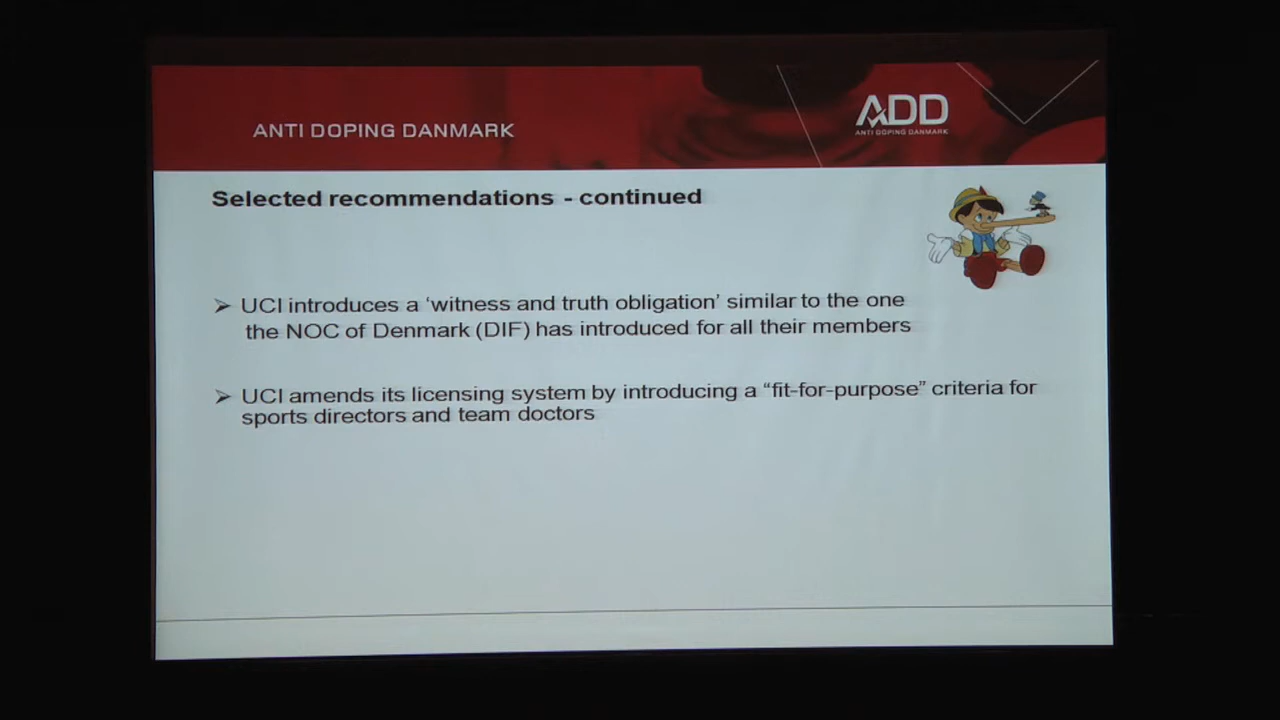 ANTI DOPING DANMARK
ADD
ANTI DOPING DANMARK
Selected recommendations - continued
UCI introduces a ‘witness and truth obligation’ similar to the one
the NOC of Denmark (DIF) has introduced for all their members
UCI amends its licensing system by introducing a “fit-for-purpose” criteria for
sports directors and team doctors